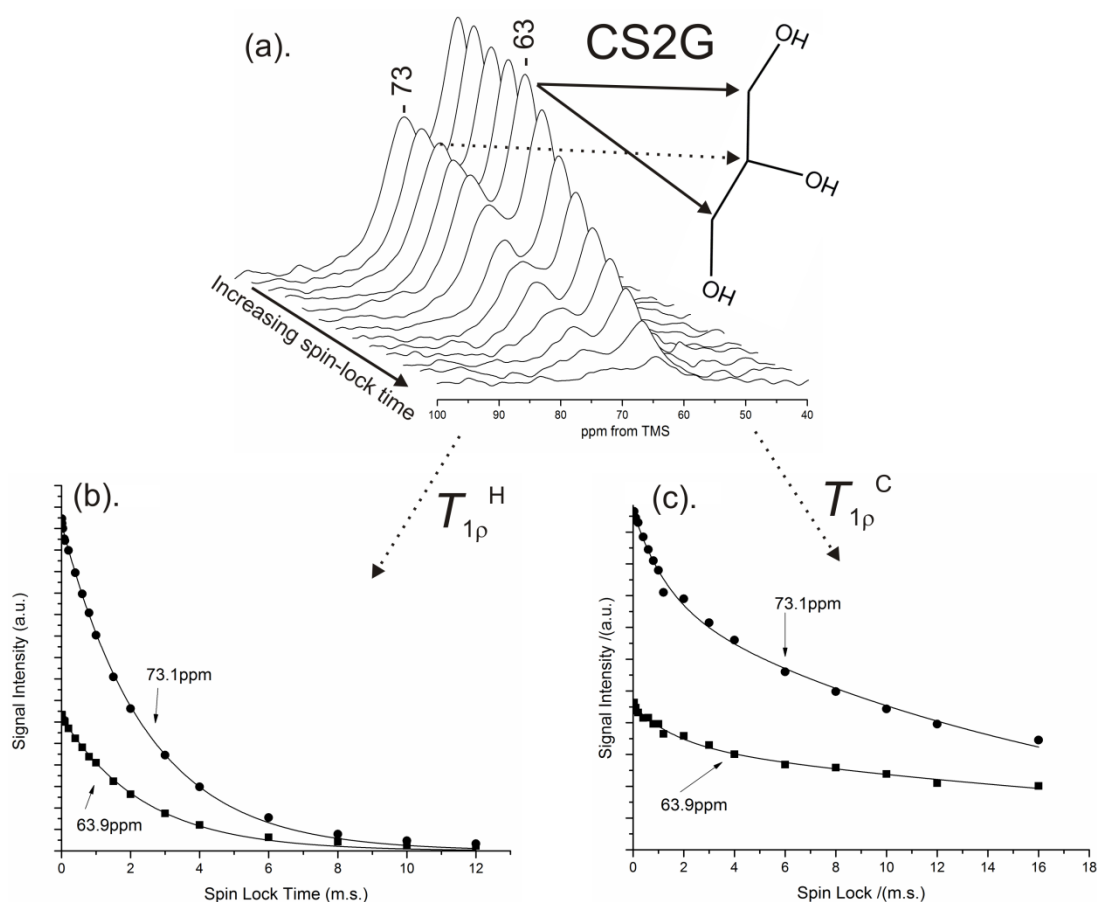 (a).
CS2G
- 73
- 63
OH
OH
OH
Increasing spin-lock time
100 90 80 70 60 50 40
ppm from TMS
(b).
T1ρ H
Signal Intensity (a.u.)
73.1ppm
63.9ppm
0 2 4 6 8 10 12
Spin Lock Time (m.s.)
(c).
T1ρ C
Signal Intensity /(a.u.)
73.1ppm
63.9ppm
0 2 4 6 8 10 12 14 16 18
Spin Lock /(m.s.)